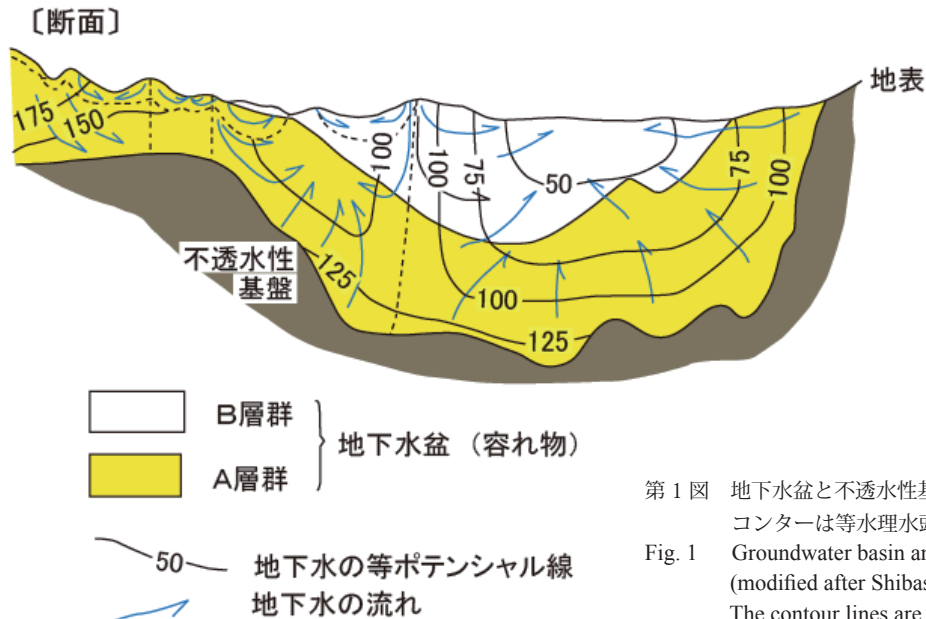 〔断面〕
地表
175
150
100
100
75
50
75
100
不透水性
基盤
125
100
125
B層群
A層群
地下水盆（容れ物）
50
地下水の等ポテンシャル線
地下水の流れ
第 1 図 地下水盆と不透水性基
コンターは等水理水頭
Fig. 1 Groundwater basin an
(modified after Shibas
The contour lines are